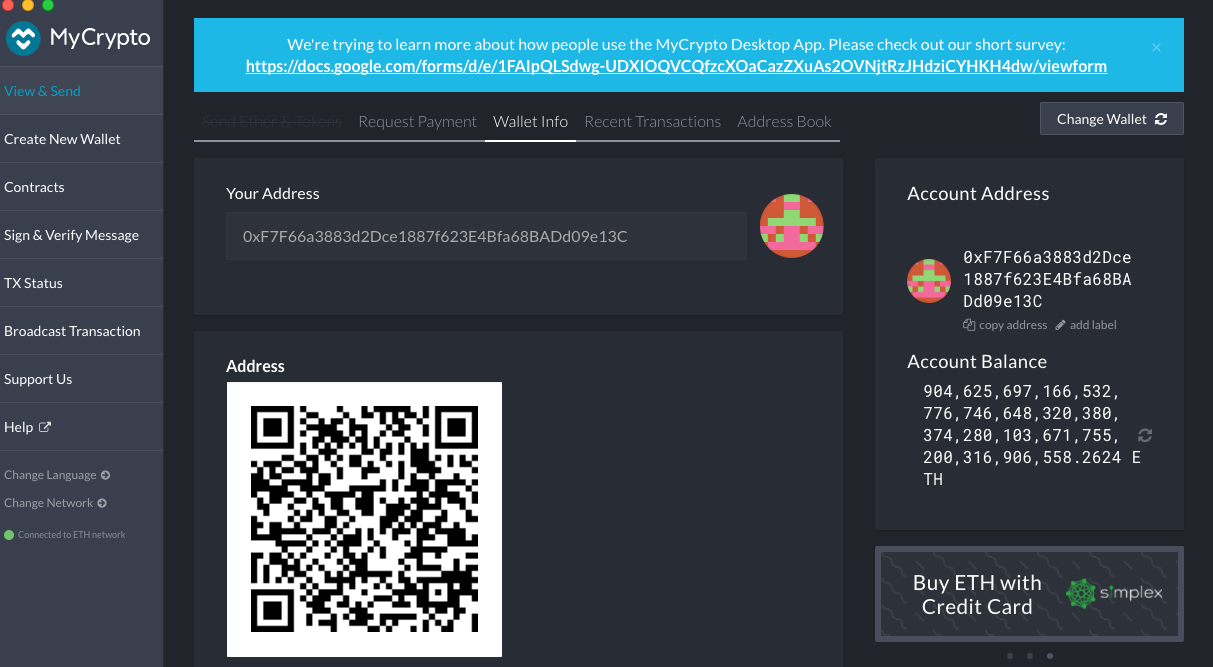 MyCrypto
We're trying to learn more about how people use the MyCrypto Desktop App. Please check out our short survey:
https://docs.google.com/forms/d/e/1FAIpQLSdwg-UDXIOQVCQfzcXOaCazZXuAs2OVNjtRzJHdziCYHKH4dw/viewform
View & Send
Create New Wallet
Contracts
Sign & Verify Message
TX Status
Broadcast Transaction
Support Us
Help
Change Language
Change Network
Connected to ETH network
Send Ether & Tokens Request Payment Wallet Info Recent Transactions Address Book
Change Wallet
Your Address
0xF7F66a3883d2Dce1887f623E4Bfa68BADd09e13C
Address
Account Address
0xF7F66a3883d2Dce
1887f623E4Bfa68BA
Dd09e13C
copy address add label
Account Balance
904,625,697,166,532,
776,746,648,320,380,
374,280,103,671,755,
200,316,906,558.2624 E
TH
Buy ETH with
Credit Card
simplex